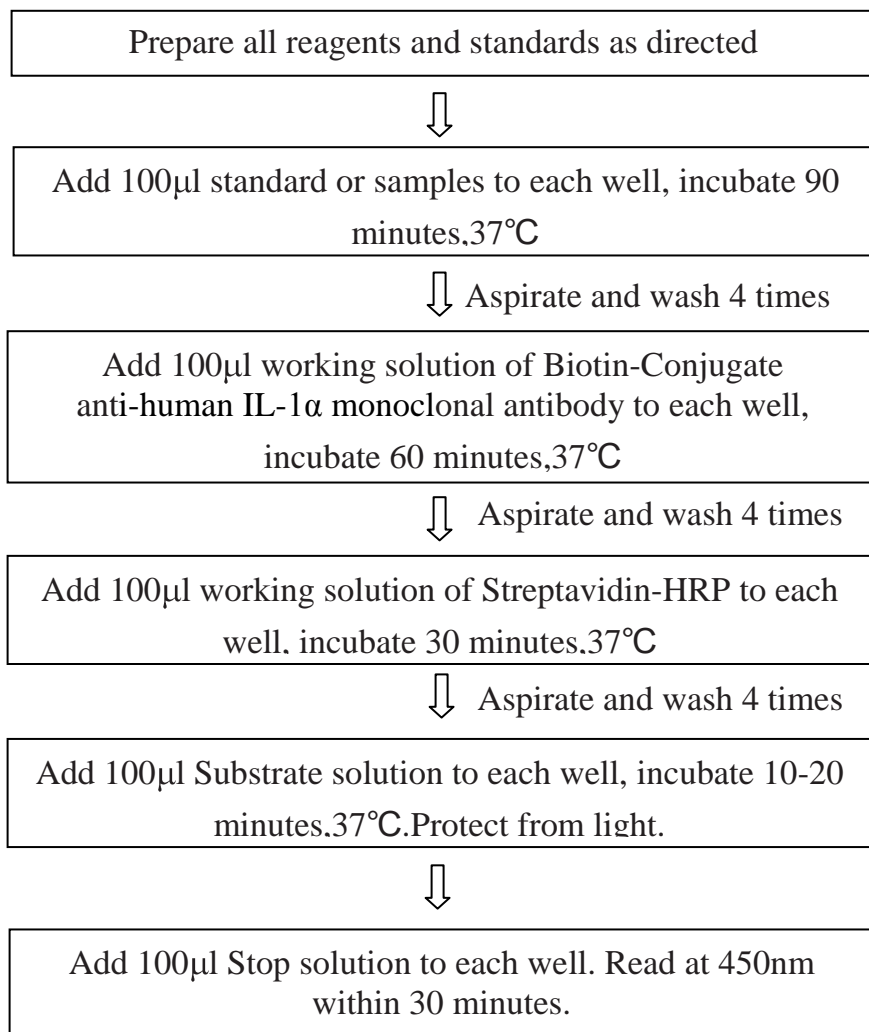 Prepare all reagents and standards as directed
Add 100μl standard or samples to each well, incubate 90
minutes,37℃
Aspirate and wash 4 times
Add 100μl working solution of Biotin-Conjugate
anti-human IL-1α monoclonal antibody to each well,
incubate 60 minutes,37℃
Aspirate and wash 4 times
Add 100μl working solution of Streptavidin-HRP to each
well, incubate 30 minutes,37℃
Aspirate and wash 4 times
Add 100μl Substrate solution to each well, incubate 10-20
minutes,37℃.Protect from light.
Add 100μl Stop solution to each well. Read at 450nm
within 30 minutes.